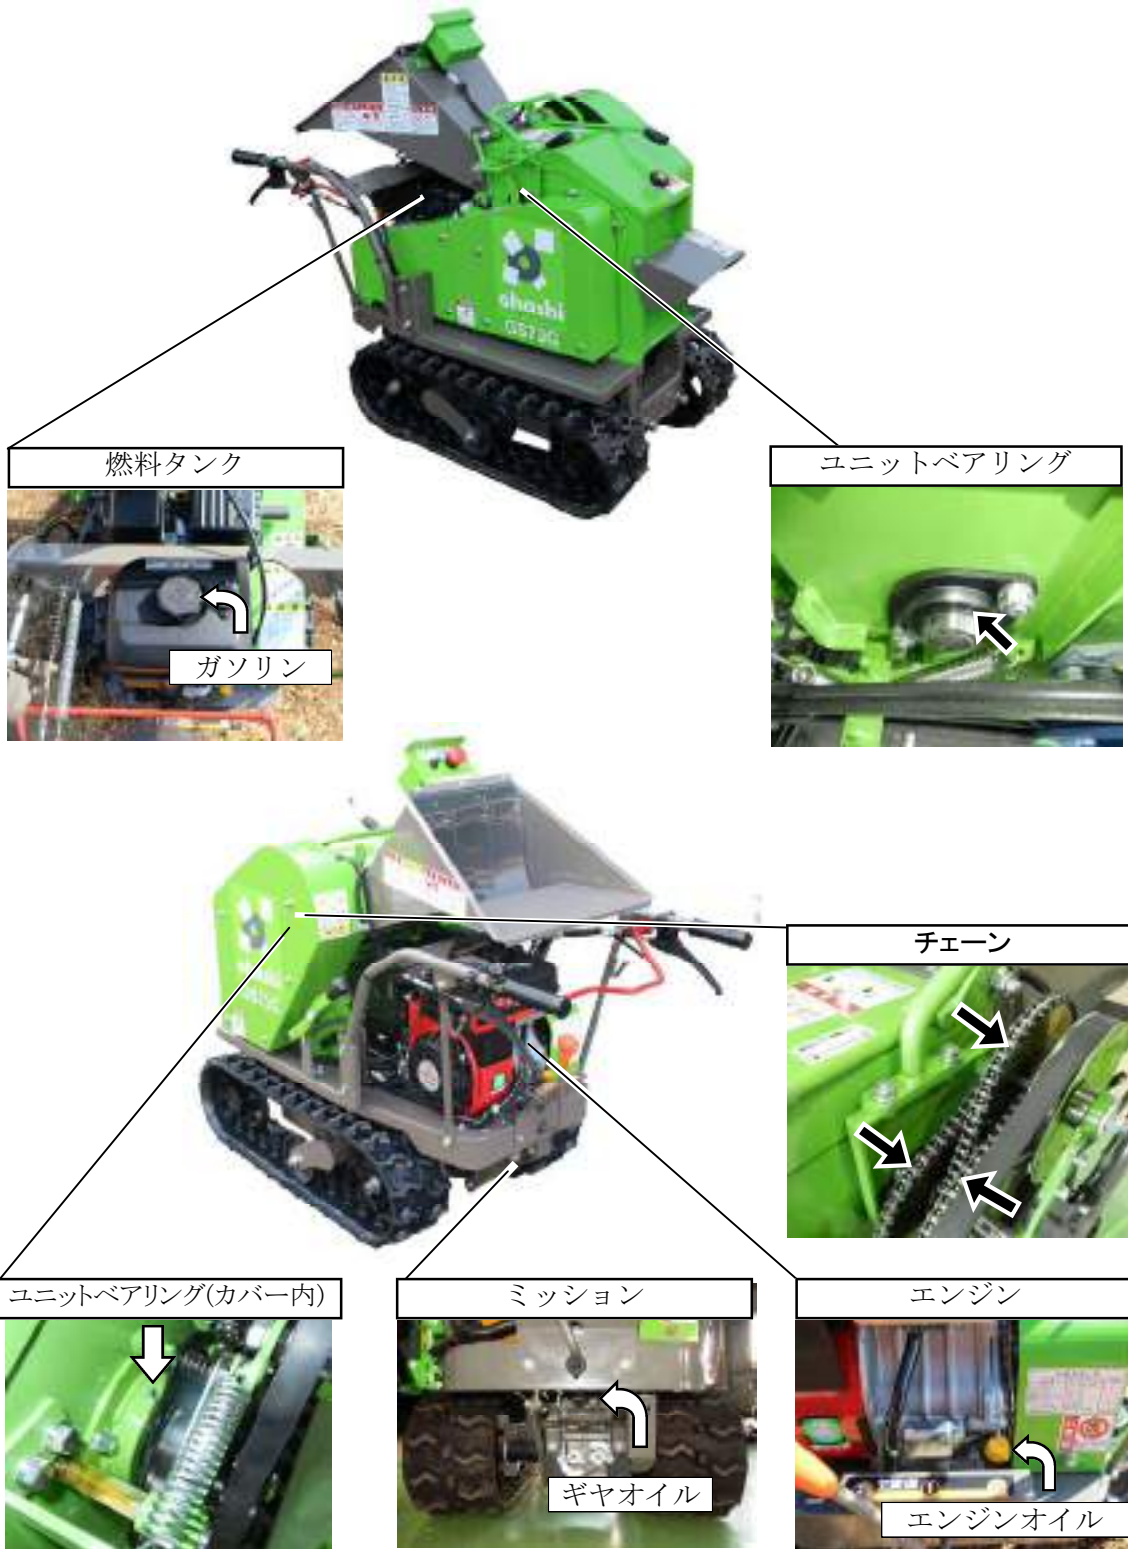 ohashi
燃料タンク
ユニットベアリング
ガソリン
チェーン
ユニットベアリング(カバー内)
ミッション
エンジン
ギヤオイル
エンジンオイル